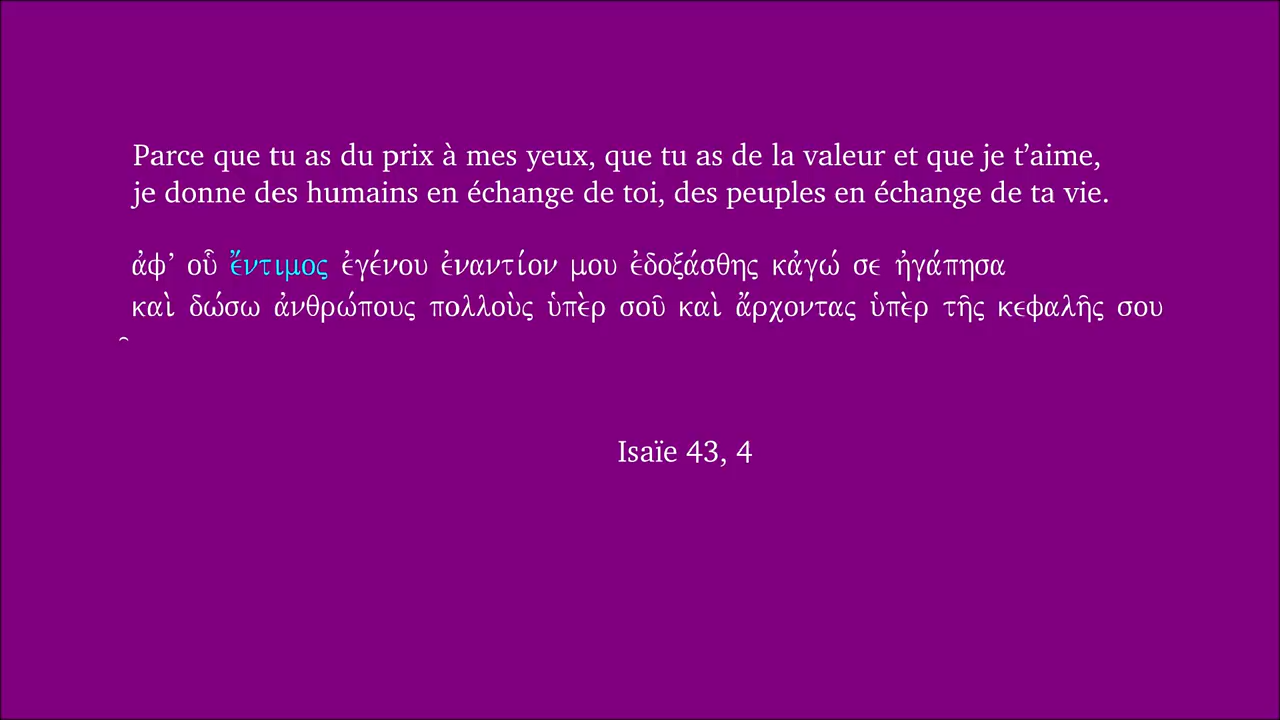 Parce que tu as du prix à mes yeux, que tu as de la valeur et que je t’aime,
je donne des humains en échange de toi, des peuples en échange de ta vie.
ἀφ’ οὗ ἔντιμος ἐγένου ἐναντίον μου ἐδοξάσθης κἀγώ σε ἠγάπησα
καὶ δώσω ἀνθρώπους πολλοὺς ὑπὲρ σοῦ καὶ ἄρχοντας ὑπὲρ τῆς κεφαλῆς σου
Isaïe 43, 4